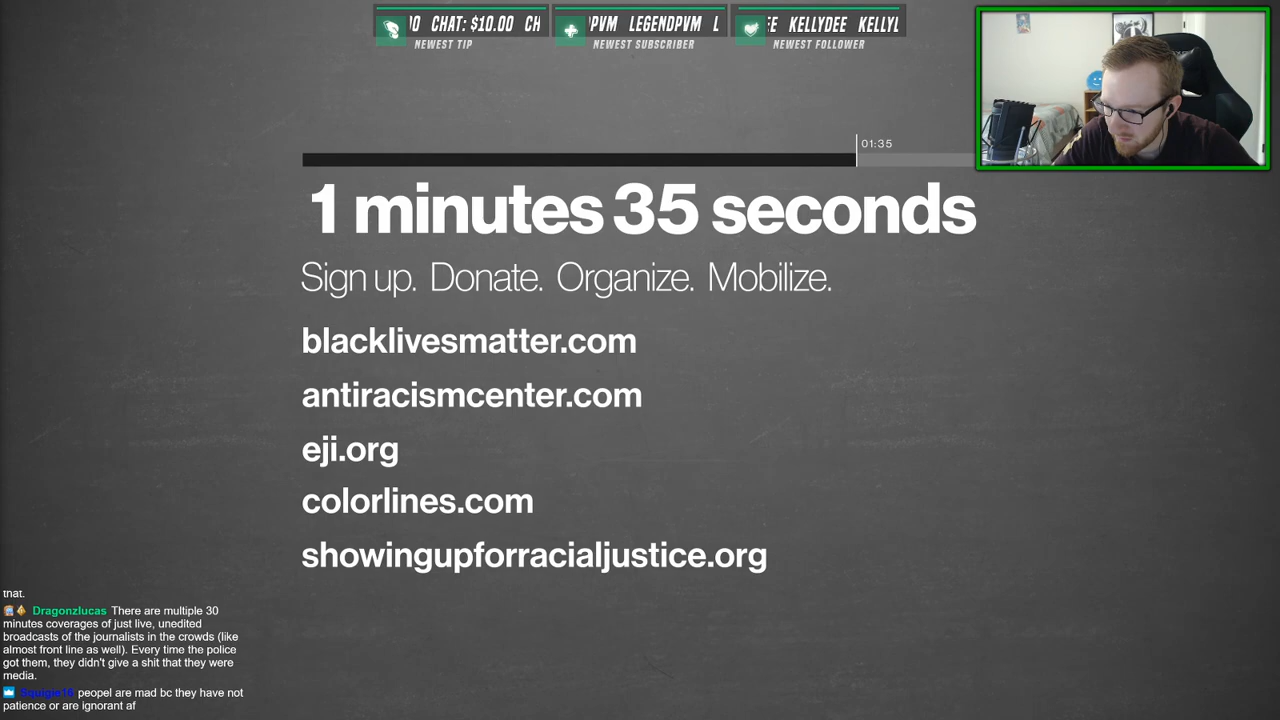 IO CHAT: $10.00 CH
NEWEST TIP
PVM LEGENDPVM L
NEWEST SUBSCRIBER
EE KELLYDEE KELLYL
NEWEST FOLLOWER
01:35
1 minutes 35 seconds
Sign up. Donate. Organize. Mobilize.
blacklivesmatter.com
antiracismcenter.com
eji.org
colorlines.com
showingupforracialjustice.org
that.
Dragonzlucas There are multiple 30
minutes coverages of just live, unedited
broadcasts of the journalists in the crowds (like
almost front line as well). Every time the police
got them, they didn't give a shit that they were
media.
Squigie16 peopel are mad bc they have not
patience or are ignorant af